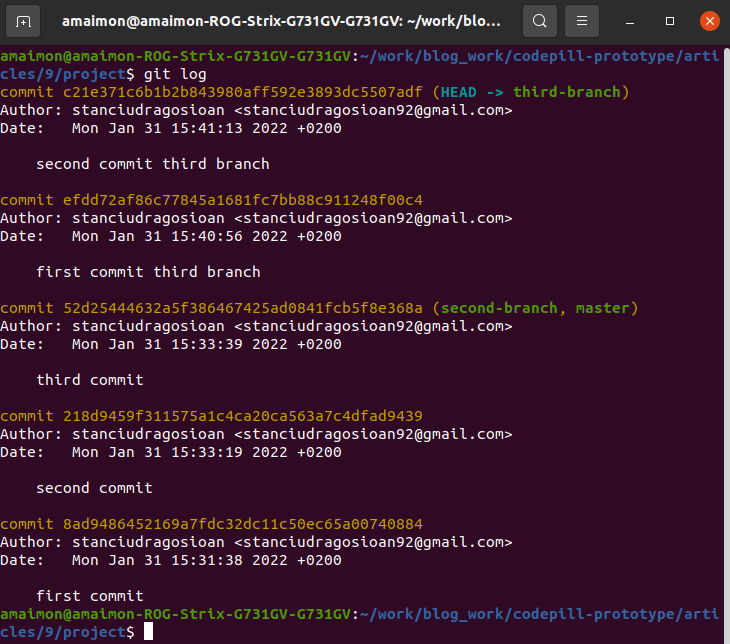 amaimon@amaimon-ROG-Strix-G731GV-G731GV: ~/work/blo...
amaimon@amaimon-ROG-Strix-G731GV-G731GV:~/work/blog_work/codepill-prototype/arti
cles/9/project$ git log
commit c21e371c6b1b2b843980aff592e3893dc5507adf (HEAD -> third-branch)
Author: stanciudragosioan <stanciudragosioan92@gmail.com>
Date:   Mon Jan 31 15:41:13 2022 +0200
    second commit third branch
commit efdd72af86c77845a1681fc7bb88c911248f00c4
Author: stanciudragosioan <stanciudragosioan92@gmail.com>
Date:   Mon Jan 31 15:40:56 2022 +0200
    first commit third branch
commit 52d25444632a5f386467425ad0841fcb5f8e368a (second-branch, master)
Author: stanciudragosioan <stanciudragosioan92@gmail.com>
Date:   Mon Jan 31 15:33:39 2022 +0200
    third commit
commit 218d9459f311575a1c4ca20ca563a7c4dfad9439
Author: stanciudragosioan <stanciudragosioan92@gmail.com>
Date:   Mon Jan 31 15:33:19 2022 +0200
    second commit
commit 8ad9486452169a7fdc32dc11c50ec65a00740884
Author: stanciudragosioan <stanciudragosioan92@gmail.com>
Date:   Mon Jan 31 15:31:38 2022 +0200
    first commit
amaimon@amaimon-ROG-Strix-G731GV-G731GV:~/work/blog_work/codepill-prototype/arti
cles/9/project$